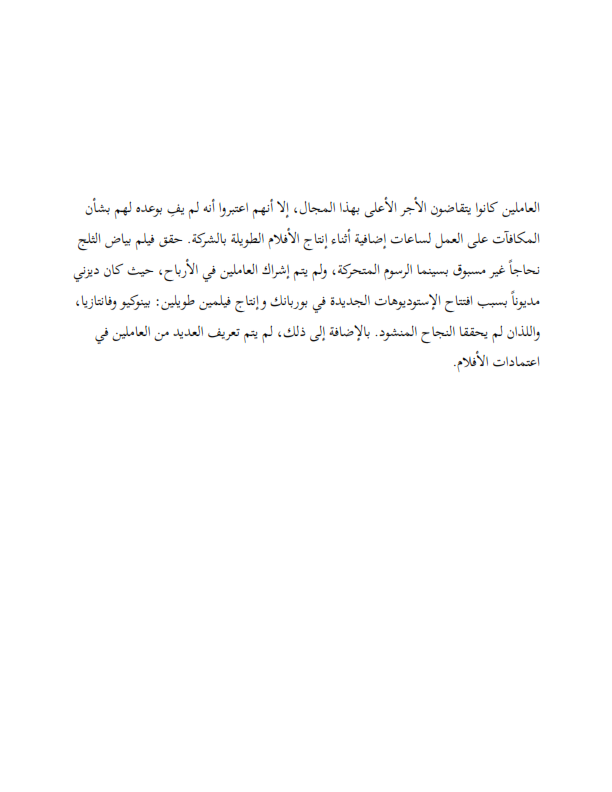 العاملين كانوا يتقاضون الأجر الأعلى بهذا المجال، إلا أنهم اعتبروا أنه لم يفِ بوعده لهم بشأن
المكافآت على العمل لساعات إضافية أثناء إنتاج الأفلام الطويلة بالشركة. حقق فيلم بياض الثلج
نحاجاً غير مسبوق بسينما الرسوم المتحركة، ولم يتم إشراك العاملين في الأرباح، حيث كان ديزني
مديوناً بسبب افتتاح الإستوديوهات الجديدة في بوربانك وإنتاج فيلمين طويلين: بينوكيو وفانتازيا،
واللذان لم يحققا النجاح المنشود. بالإضافة إلى ذلك، لم يتم تعريف العديد من العاملين في
اعتمادات الأفلام.